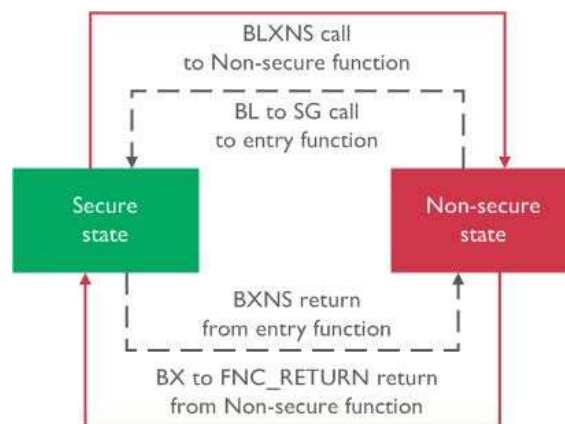 BLXNS call
to Non-secure function
BL to SG call
to entry function
Secure
state
Non-secure
state
BXNS return
from entry function
BX to FNC_RETURN return
from Non-secure function